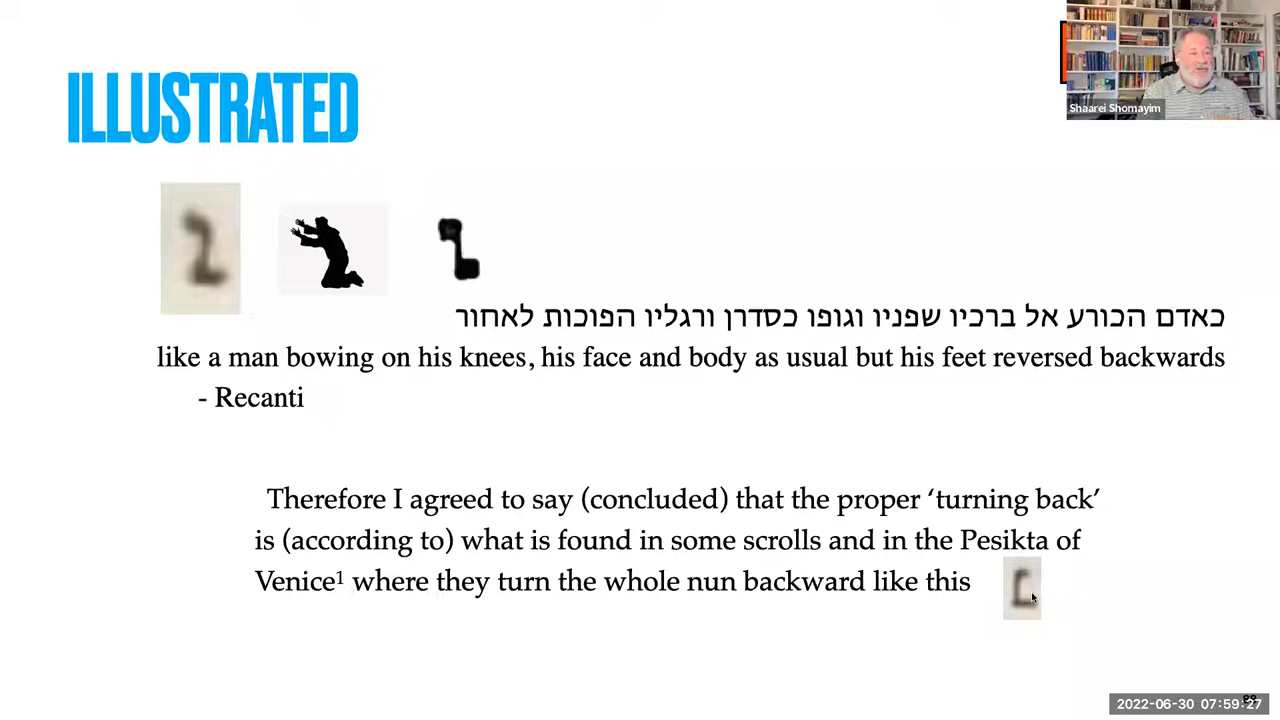 ILLUSTRATED
Shaarei Shomayim
כאדם הכורע אל ברכיו שפניו וגופו כסדרן ורגליו הפוכות לאחור
like a man bowing on his knees, his face and body as usual but his feet reversed backwards
- Recanti
Therefore I agreed to say (concluded) that the proper ‘turning back’
is (according to) what is found in some scrolls and in the Pesikta of
Venice¹ where they turn the whole nun backward like this
2022-06-30 07:59:27